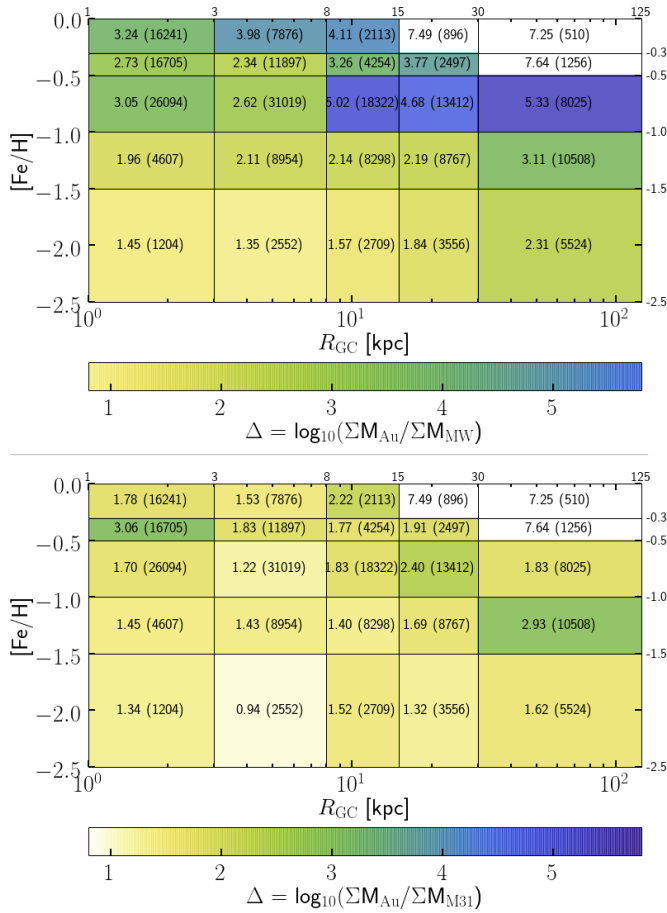 1 3 8 15 30 125
0.0 3.24 (16241) 3.98 (7876) 4.11 (2113) 7.49 (896) 7.25 (510)
-0.3
2.73 (16705) 2.34 (11897) 3.26 (4254) 3.77 (2497) 7.64 (1256)
−0.5 -0.5
3.05 (26094) 2.62 (31019) 5.02 (18322) 4.68 (13412) 5.33 (8025)
−1.0 -1.0
[Fe/H]
1.96 (4607) 2.11 (8954) 2.14 (8298) 2.19 (8767) 3.11 (10508)
−1.5 -1.5
−2.0 1.45 (1204) 1.35 (2552) 1.57 (2709) 1.84 (3556) 2.31 (5524)
−2.5 -2.5
10⁰ 10¹ 10²
R_GC [kpc]
1 2 3 4 5
Δ = log₁₀(ΣM_Au/ΣM_MW)
1 3 8 15 30 125
0.0 1.78 (16241) 1.53 (7876) 2.22 (2113) 7.49 (896) 7.25 (510)
-0.3
3.06 (16705) 1.83 (11897) 1.77 (4254) 1.91 (2497) 7.64 (1256)
−0.5 -0.5
1.70 (26094) 1.22 (31019) 1.83 (18322) 2.40 (13412) 1.83 (8025)
−1.0 -1.0
[Fe/H]
1.45 (4607) 1.43 (8954) 1.40 (8298) 1.69 (8767) 2.93 (10508)
−1.5 -1.5
−2.0 1.34 (1204) 0.94 (2552) 1.52 (2709) 1.32 (3556) 1.62 (5524)
−2.5 -2.5
10⁰ 10¹ 10²
R_GC [kpc]
1 2 3 4 5
Δ = log₁₀(ΣM_Au/ΣM_M31)